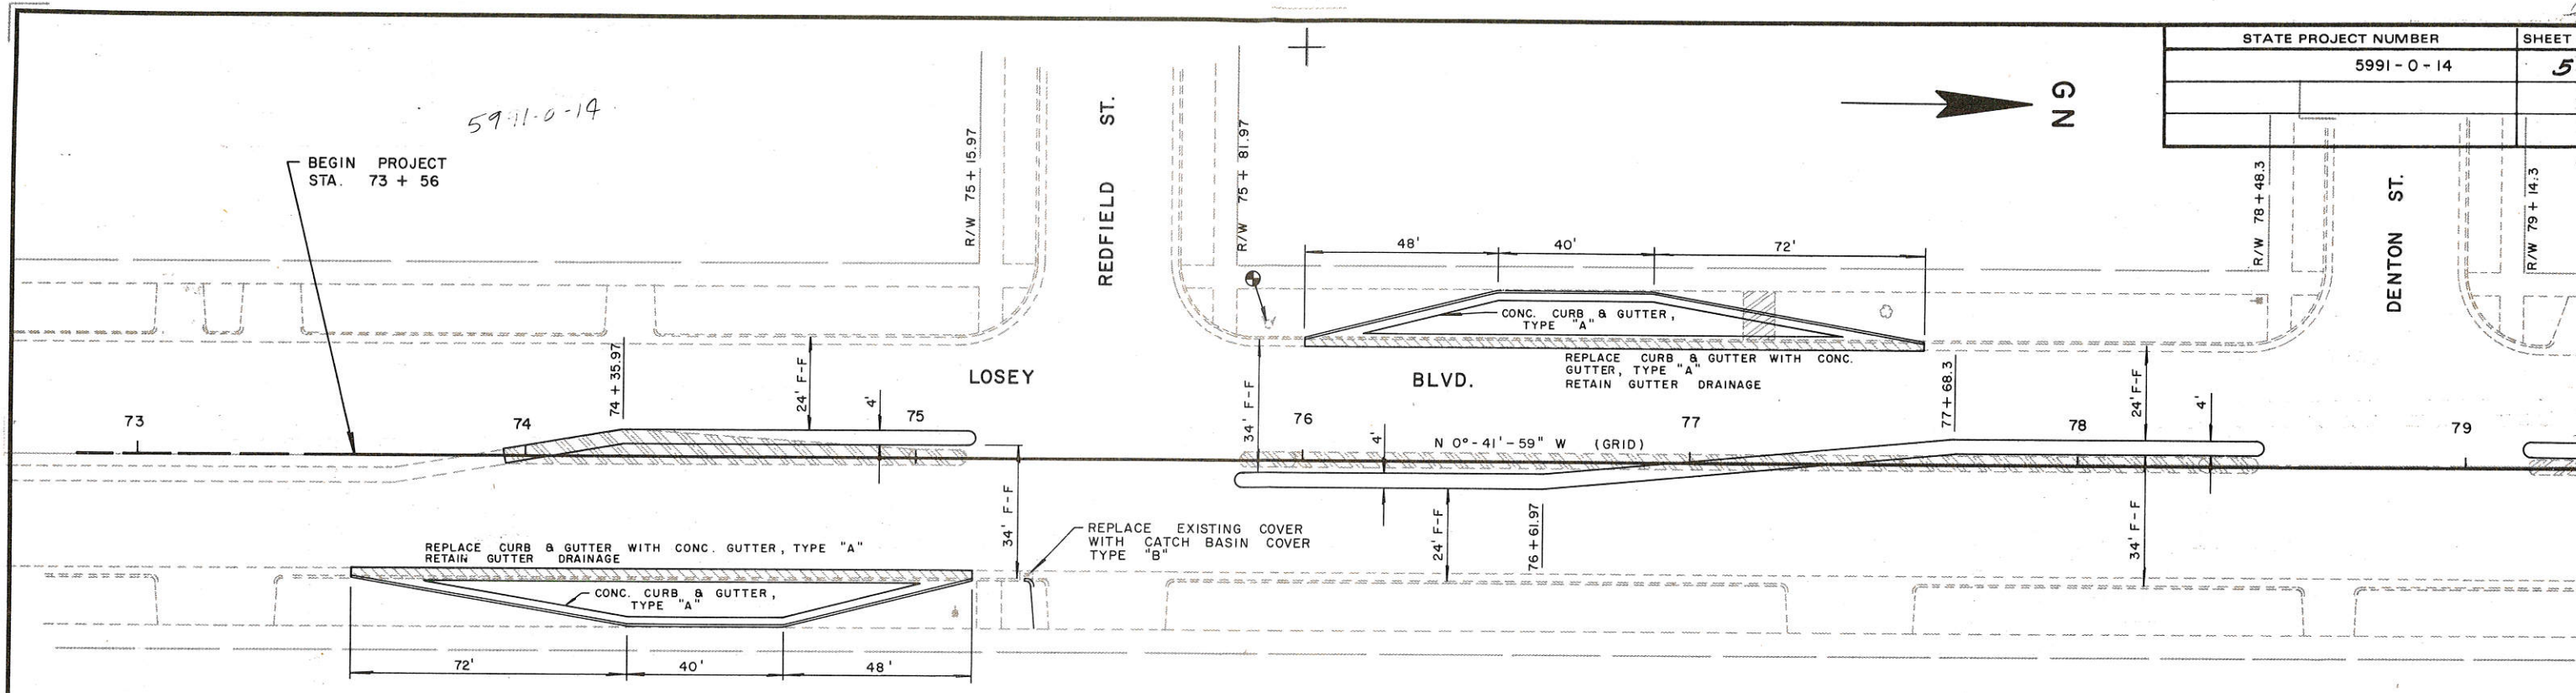 STATE PROJECT NUMBER
SHEET
5991-0-14
5
5991-0-14
G N
BEGIN PROJECT
STA. 73 + 56
R/W 75 + 15.97
REDFIELD ST.
R/W 75 + 81.97
R/W 78 + 48.3
DENTON ST.
R/W 79 + 14.3
48'
40'
72'
CONC. CURB & GUTTER,
TYPE "A"
REPLACE CURB & GUTTER WITH CONC.
GUTTER, TYPE "A"
RETAIN GUTTER DRAINAGE
74 + 35.97
24' F-F
4'
LOSEY
BLVD.
34' F-F
77 + 68.3
24' F-F
4'
73
74
75
76
77
78
79
4'
N 0°-41'-59" W (GRID)
34' F-F
24' F-F
76 + 61.97
34' F-F
REPLACE EXISTING COVER
WITH CATCH BASIN COVER
TYPE "B"
REPLACE CURB & GUTTER WITH CONC. GUTTER, TYPE "A"
RETAIN GUTTER DRAINAGE
CONC. CURB & GUTTER,
TYPE "A"
72'
40'
48'